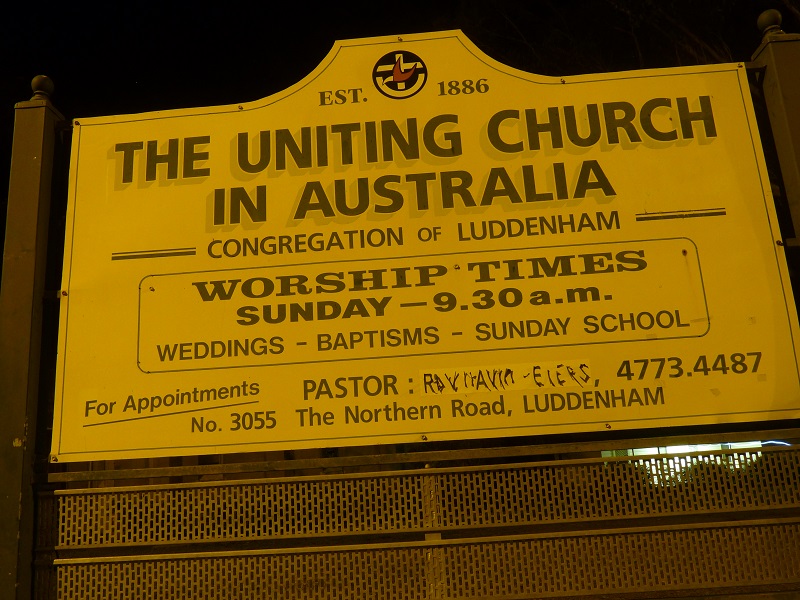 EST. 1886
THE UNITING CHURCH
IN AUSTRALIA
CONGREGATION OF LUDDENHAM
WORSHIP TIMES
SUNDAY - 9.30 a.m.
WEDDINGS - BAPTISMS - SUNDAY SCHOOL
For Appointments PASTOR : 4773.4487
No. 3055 The Northern Road, LUDDENHAM